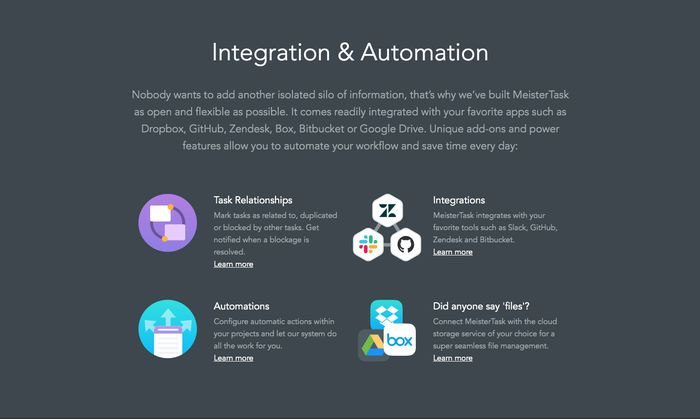 Integration & Automation
Nobody wants to add another isolated silo of information, that's why we've built MeisterTask
as open and flexible as possible. It comes readily integrated with your favorite apps such as
Dropbox, GitHub, Zendesk, Box, Bitbucket or Google Drive. Unique add-ons and power
features allow you to automate your workflow and save time every day:
Task Relationships
Mark tasks as related to, duplicated
or blocked by other tasks. Get
notified when a blockage is
resolved.
Learn more
Integrations
MeisterTask integrates with your
favorite tools such as Slack, GitHub,
Zendesk and Bitbucket.
Learn more
Automations
Configure automatic actions within
your projects and let our system do
all the work for you.
Learn more
box
Did anyone say 'files'?
Connect MeisterTask with the cloud
storage service of your choice for a
super seamless file management.
Learn more